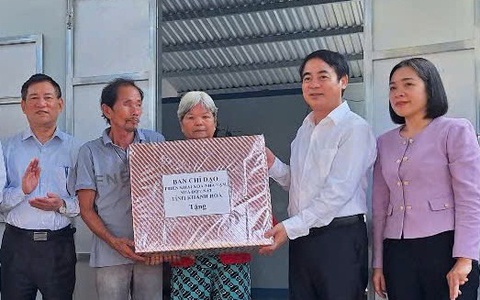 BAN CHỈ ĐẠO
TRIỂN KHAI XÓA NHÀ TẠM,
NHÀ DỘT NÁT
TỈNH KHÁNH HÒA
Tặng